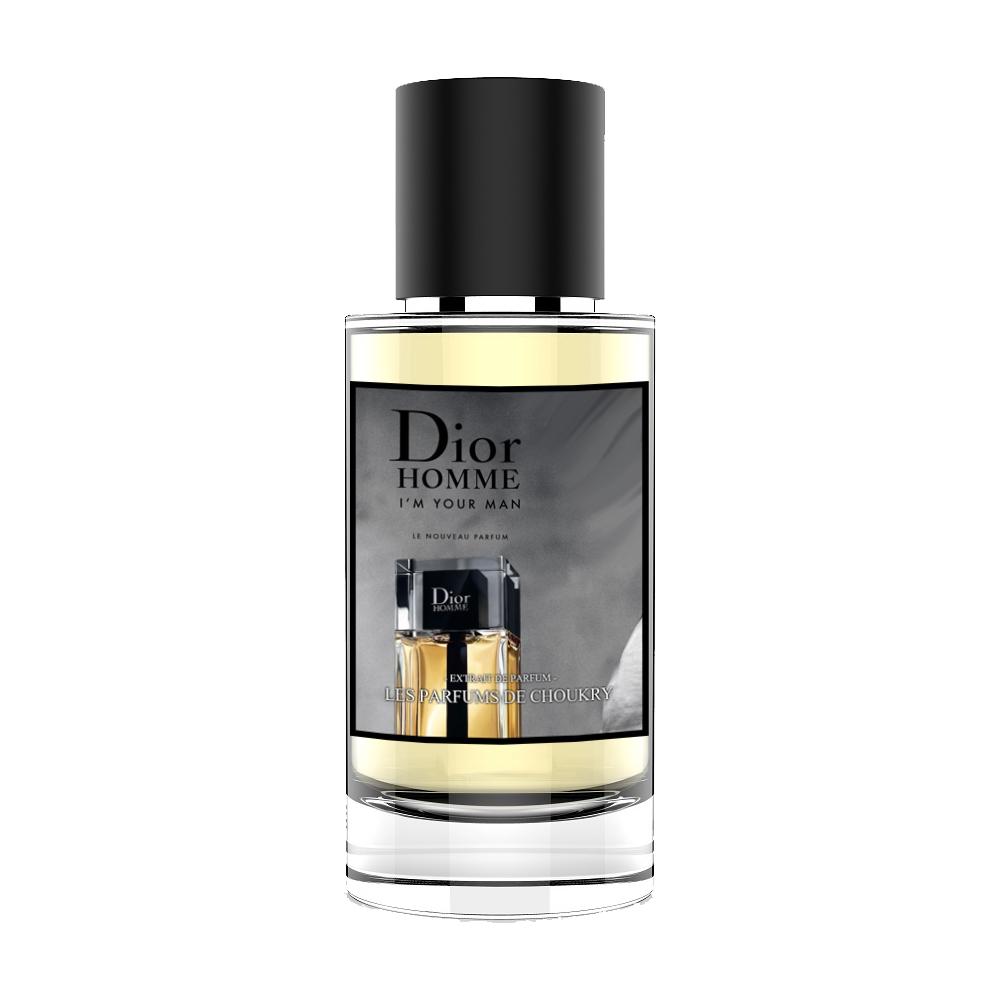 Dior
HOMME
I'M YOUR MAN
LE NOUVEAU PARFUM
Dior
HOMME
- EXTRAIT DE PARFUM -
LES PARFUMS DE CHOUKRY